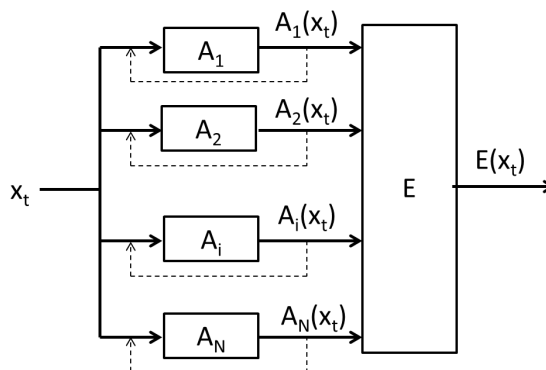 A₁
A₁(xₜ)
A₂
A₂(xₜ)
xₜ
Aᵢ
Aᵢ(xₜ)
A_N
A_N(xₜ)
E
E(xₜ)